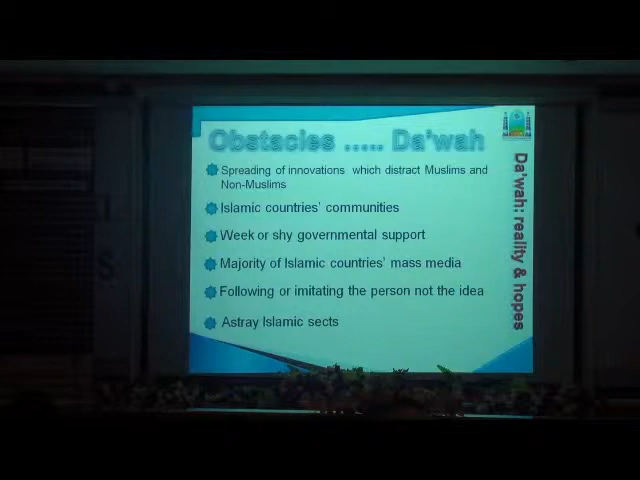 Obstacles ..... Da'wah
Spreading of innovations which distract Muslims and
Non-Muslims
Islamic countries' communities
Week or shy governmental support
Majority of Islamic countries' mass media
Following or imitating the person not the idea
Astray Islamic sects
Da'wah: reality & hopes